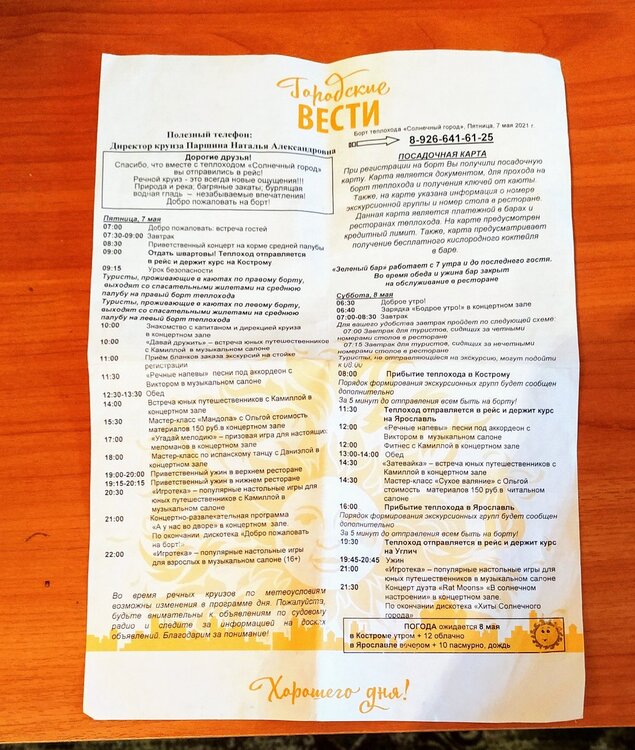 Городские
ВЕСТИ
Полезный телефон:
Директор круиза Паршина Наталья Александровна
Дорогие друзья!
Спасибо, что вместе с теплоходом «Солнечный город»
вы отправились в рейс!
Речной круиз - это всегда новые ощущения!!!
Природа и река; багряные закаты; бурлящая
водная гладь – незабываемые впечатления!
Добро пожаловать на борт!
Пятница, 7 мая
07:00 Добро пожаловать: встреча гостей
07:30-09:00 Завтрак
08:30 Приветственный концерт на корме средней палубы
09:00 Отдать швартовы! Теплоход отправляется
в рейс и держит курс на Кострому
09:15 Урок безопасности
Туристы, проживающие в каютах по правому борту,
выходят со спасательными жилетами на среднюю
палубу на правый борт теплохода
Туристы, проживающие в каютах по левому борту,
выходят со спасательными жилетами на среднюю
палубу на левый борт теплохода
10:00 Знакомство с капитаном и дирекцией круиза
в концертном зале
10:00 «Давай дружить» – встреча юных путешественников
с Камиллой в музыкальном салоне
11:00 Приём бланков заказа экскурсий на стойке
регистрации
11:30 «Речные напевы» песни под аккордеон с
Виктором в музыкальном салоне
12:30-13:30 Обед
14:00 Встреча юных путешественников с Камиллой в
концертном зале
15:30 Мастер-класс «Мандола» с Ольгой стоимость
материалов 150 руб.в концертном зале
17:00 «Угадай мелодию» – призовая игра для настоящих
меломанов в концертном зале
18:00 Мастер-класс по испанскому танцу с Даниэлой в
концертном зале
19:00-20:00 Приветственный ужин в верхнем ресторане
19:15-20:15 Приветственный ужин в нижнем ресторане
20:30 «Игротека» – популярные настольные игры для
юных путешественников с Камиллой в
музыкальном салоне
21:00 Концертно-развлекательная программа
«А у нас во дворе» в концертном зале.
По окончании дискотека «Добро пожаловать
на борт!»
22:00 «Игротека» – популярные настольные игры
для взрослых в музыкальном салоне (16+)
Во время речных круизов по метеоусловиям
возможны изменения в программе дня. Пожалуйста,
будьте внимательны к объявлениям по судовому
радио и следите за информацией на досках
объявлений. Благодарим за понимание!
Борт теплохода «Солнечный город», Пятница, 7 мая 2021 г.
8-926-641-61-25
ПОСАДОЧНАЯ КАРТА
При регистрации на борт Вы получили посадочную
карту. Карта является документом, для прохода на
борт теплохода и получения ключей от каюты.
Также, на карте указана информация о номере
экскурсионной группы и номер стола в ресторане.
Данная карта является платежной в барах и
ресторанах теплохода. На карте предусмотрен
кредитный лимит. Также, карта предусматривает
получение бесплатного кислородного коктейля
в баре.
«Зеленый бар» работает с 7 утра и до последнего гостя.
Во время обеда и ужина бар закрыт
на обслуживание в ресторане
Суббота, 8 мая
06:30 Доброе утро!
06:40 Зарядка «Бодрое утро!» в концертном зале
07:00-08:30 Завтрак
Для вашего удобства завтрак пройдет по следующей схеме:
07:00 Завтрак для туристов, сидящих за четными
номерами столов в ресторане
07:15 Завтрак для туристов, сидящих за нечетными
номерами столов в ресторане
Туристы, не отправляющиеся на экскурсию, могут подойти
к 08:00
08:00 Прибытие теплохода в Кострому
Порядок формирования экскурсионных групп будет сообщен
дополнительно
За 5 минут до отправления всем быть на борту!
11:30 Теплоход отправляется в рейс и держит курс
на Ярославль
12:00 «Речные напевы» песни под аккордеон с
Виктором в музыкальном салоне
12:00 Фитнес с Камиллой в концертном зале
13:00-14:00 Обед
14:30 «Затевайка» – встреча юных путешественников с
Камиллой в концертном зале
14:30 Мастер-класс «Сухое валяние» с Ольгой
стоимость материалов 150 руб.в читальном
салоне
16:00 Прибытие теплохода в Ярославль
Порядок формирования экскурсионных групп будет сообщен
дополнительно
За 5 минут до отправления всем быть на борту!
19:30 Теплоход отправляется в рейс и держит курс
на Углич
19:45-20:45 Ужин
21:00 «Игротека» – популярные настольные игры для
юных путешественников в музыкальном салоне
21:30 Концерт дуэта «Rat Moons» «В солнечном
настроении» в концертном зале.
По окончании дискотека «Хиты Солнечного
города»
ПОГОДА ожидается 8 мая
в Костроме утром + 12 облачно
в Ярославле вечером + 10 пасмурно, дождь
Хорошего дня!